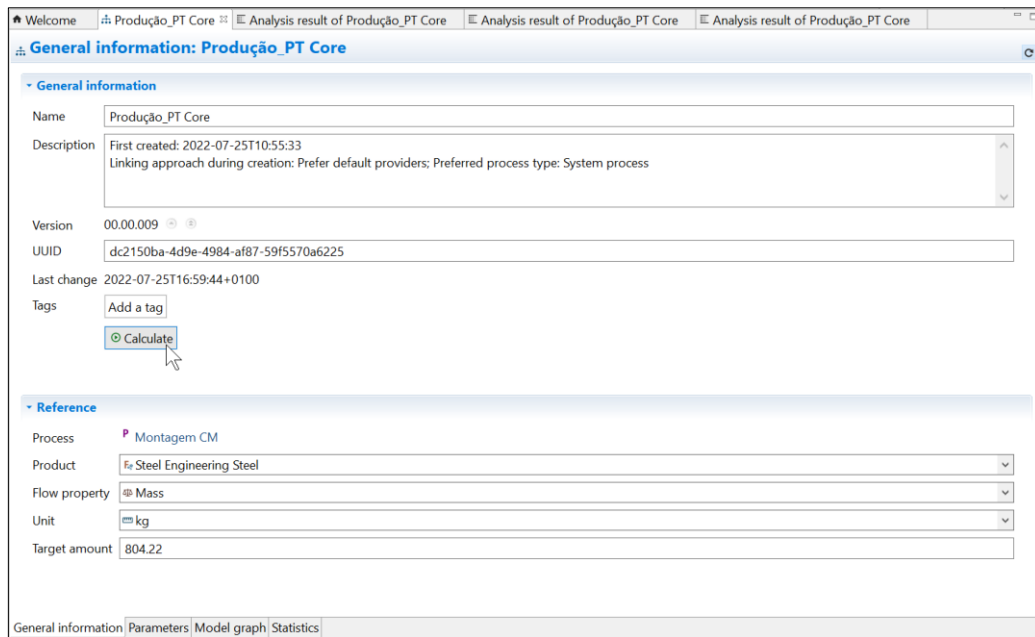 Welcome Produção_PT Core Analysis result of Produção_PT Core Analysis result of Produção_PT Core Analysis result of Produção_PT Core
General information: Produção_PT Core
General information
Name Produção_PT Core
Description First created: 2022-07-25T10:55:33
Linking approach during creation: Prefer default providers; Preferred process type: System process
Version 00.00.009
UUID dc2150ba-4d9e-4984-af87-59f5570a6225
Last change 2022-07-25T16:59:44+0100
Tags Add a tag
Calculate
Reference
Process P Montagem CM
Product Steel Engineering Steel
Flow property Mass
Unit kg
Target amount 804.22
General information Parameters Model graph Statistics